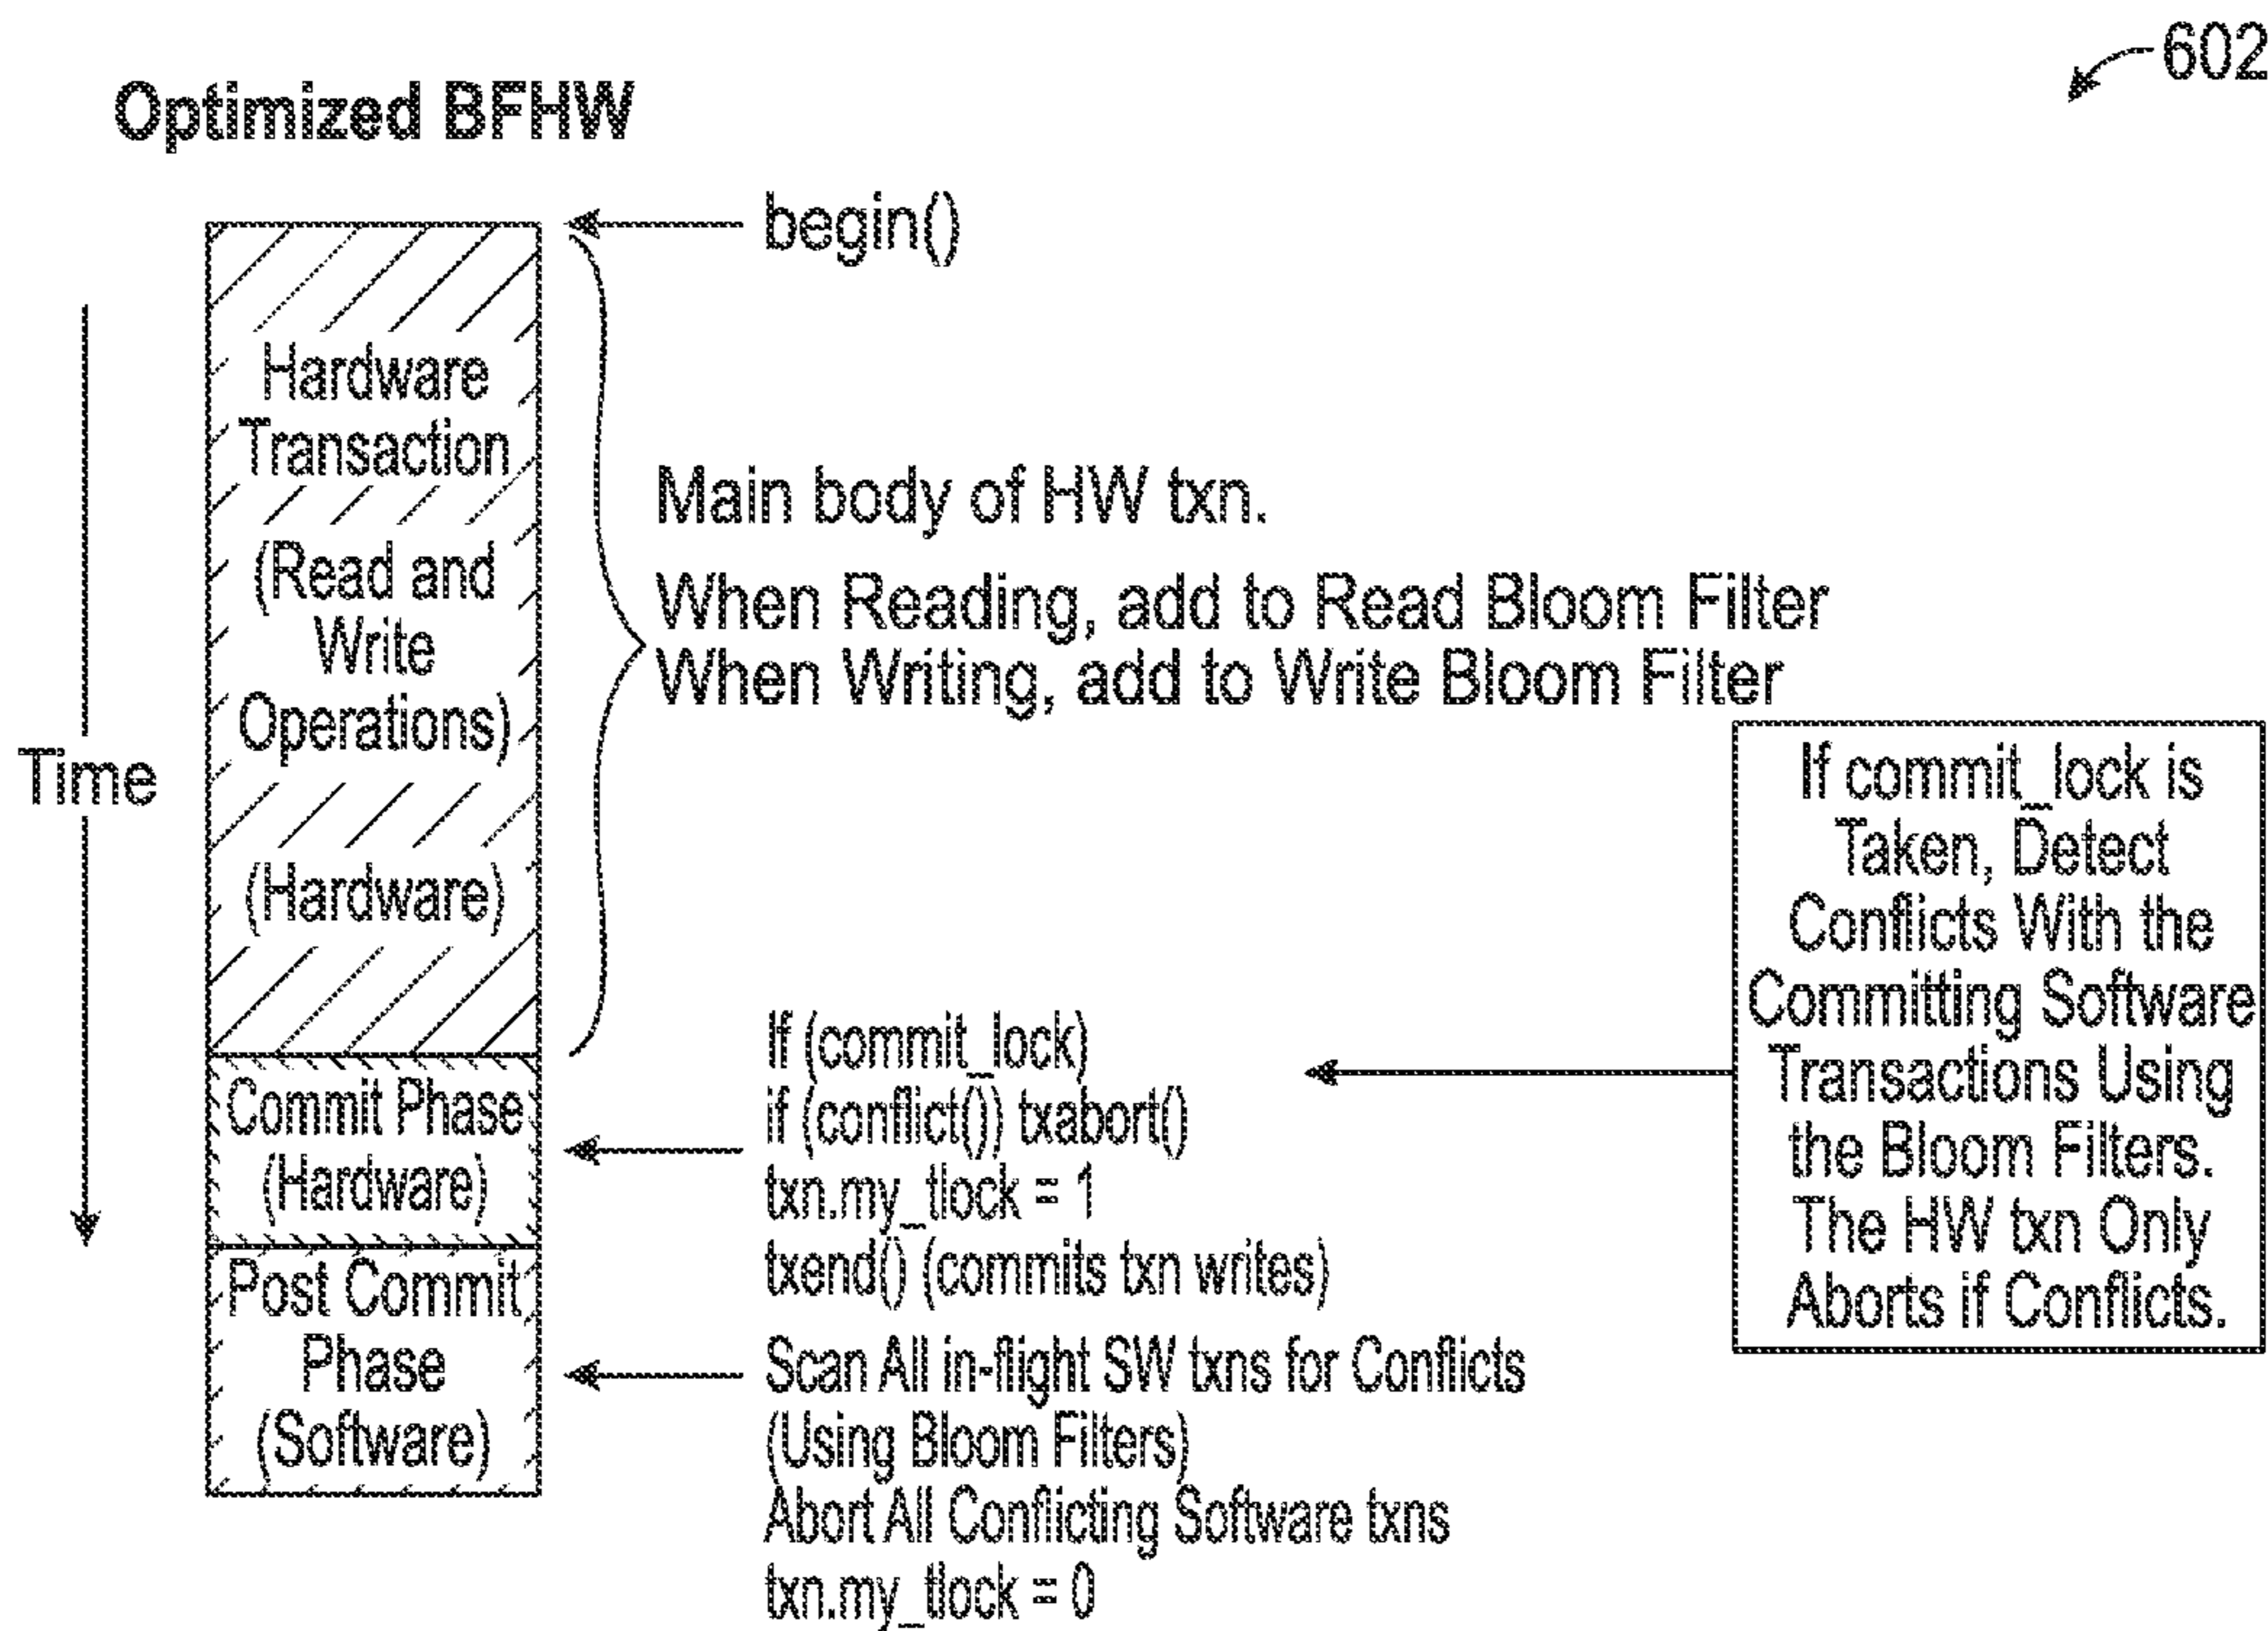 602
Optimized BFHW
begin()
Hardware
Transaction
(Read and
Write
Operations)
(Hardware)
Time
Main body of HW txn.
When Reading, add to Read Bloom Filter
When Writing, add to Write Bloom Filter
If commit_lock is
Taken, Detect
Conflicts With the
Committing Software
Transactions Using
the Bloom Filters.
The HW txn Only
Aborts if Conflicts.
Commit Phase
(Hardware)
If (commit_lock)
if (conflict()) txabort()
txn.my_tlock = 1
txend() (commits txn writes)
Post Commit
Phase
(Software)
Scan All in-flight SW txns for Conflicts
(Using Bloom Filters)
Abort All Conflicting Software txns
txn.my_tlock = 0